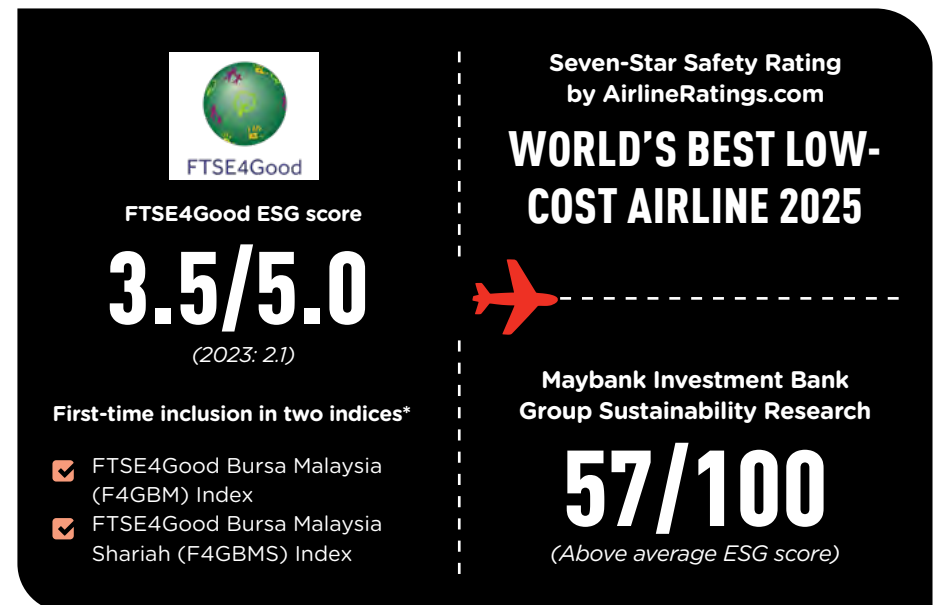 FTSE4Good
FTSE4Good ESG score
3.5/5.0
(2023: 2.1)
First-time inclusion in two indices*
FTSE4Good Bursa Malaysia
(F4GBM) Index
FTSE4Good Bursa Malaysia
Shariah (F4GBMS) Index
Seven-Star Safety Rating
by AirlineRatings.com
WORLD'S BEST LOW-
COST AIRLINE 2025
Maybank Investment Bank
Group Sustainability Research
57/100
(Above average ESG score)